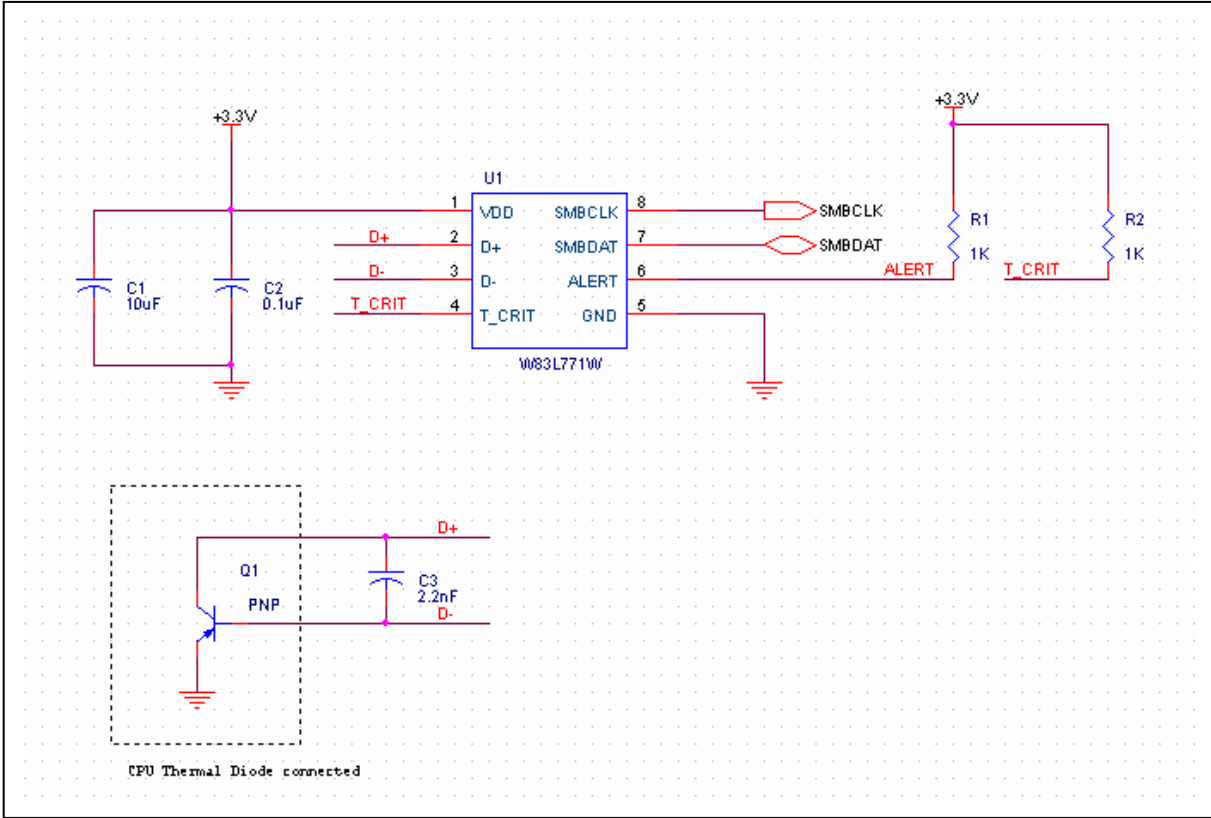 +3.3V
+3.3V
U1
1 VDD SMBCLK 8 SMBCLK
D+ 2 D+ SMBDAT 7 SMBDAT
D- 3 D- ALERT 6 ALERT
T_CRIT 4 T_CRIT GND 5
W83L771W
C1
10uF
C2
0.1uF
R1
1K
T_CRIT
R2
1K
D+
Q1
PNP
C3
2.2nF
D-
CPU Thermal Diode connected